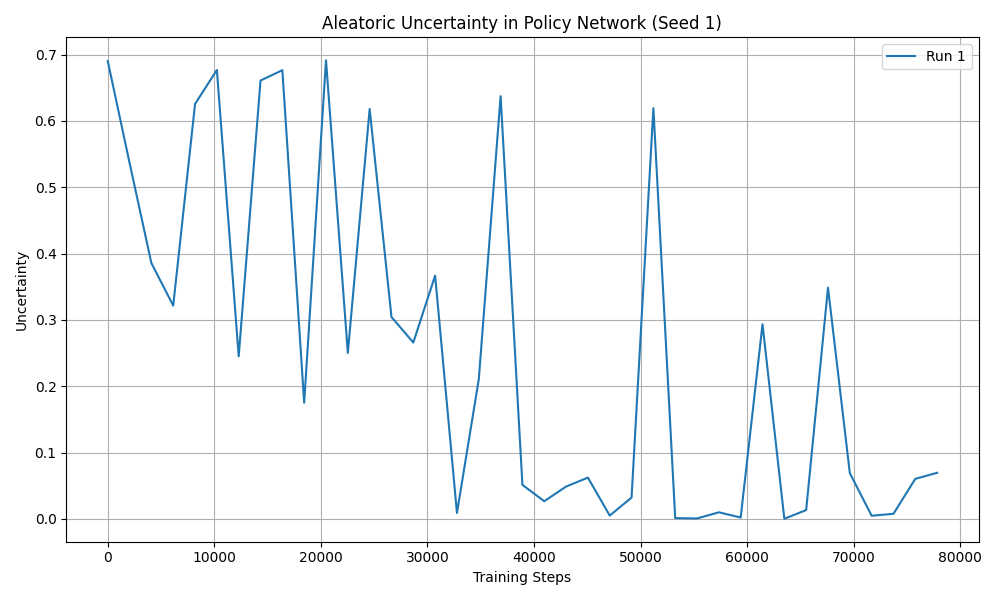 Aleatoric Uncertainty in Policy Network (Seed 1)
Run 1
Uncertainty
0.7
0.6
0.5
0.4
0.3
0.2
0.1
0.0
0 10000 20000 30000 40000 50000 60000 70000 80000
Training Steps